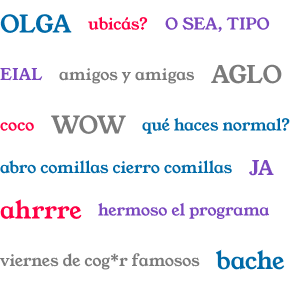 OLGA ubicás? O SEA, TIPO
EIAL amigos y amigas AGLO
coco WOW qué haces normal?
abro comillas cierro comillas JA
ahrrre hermoso el programa
viernes de cog*r famosos bache